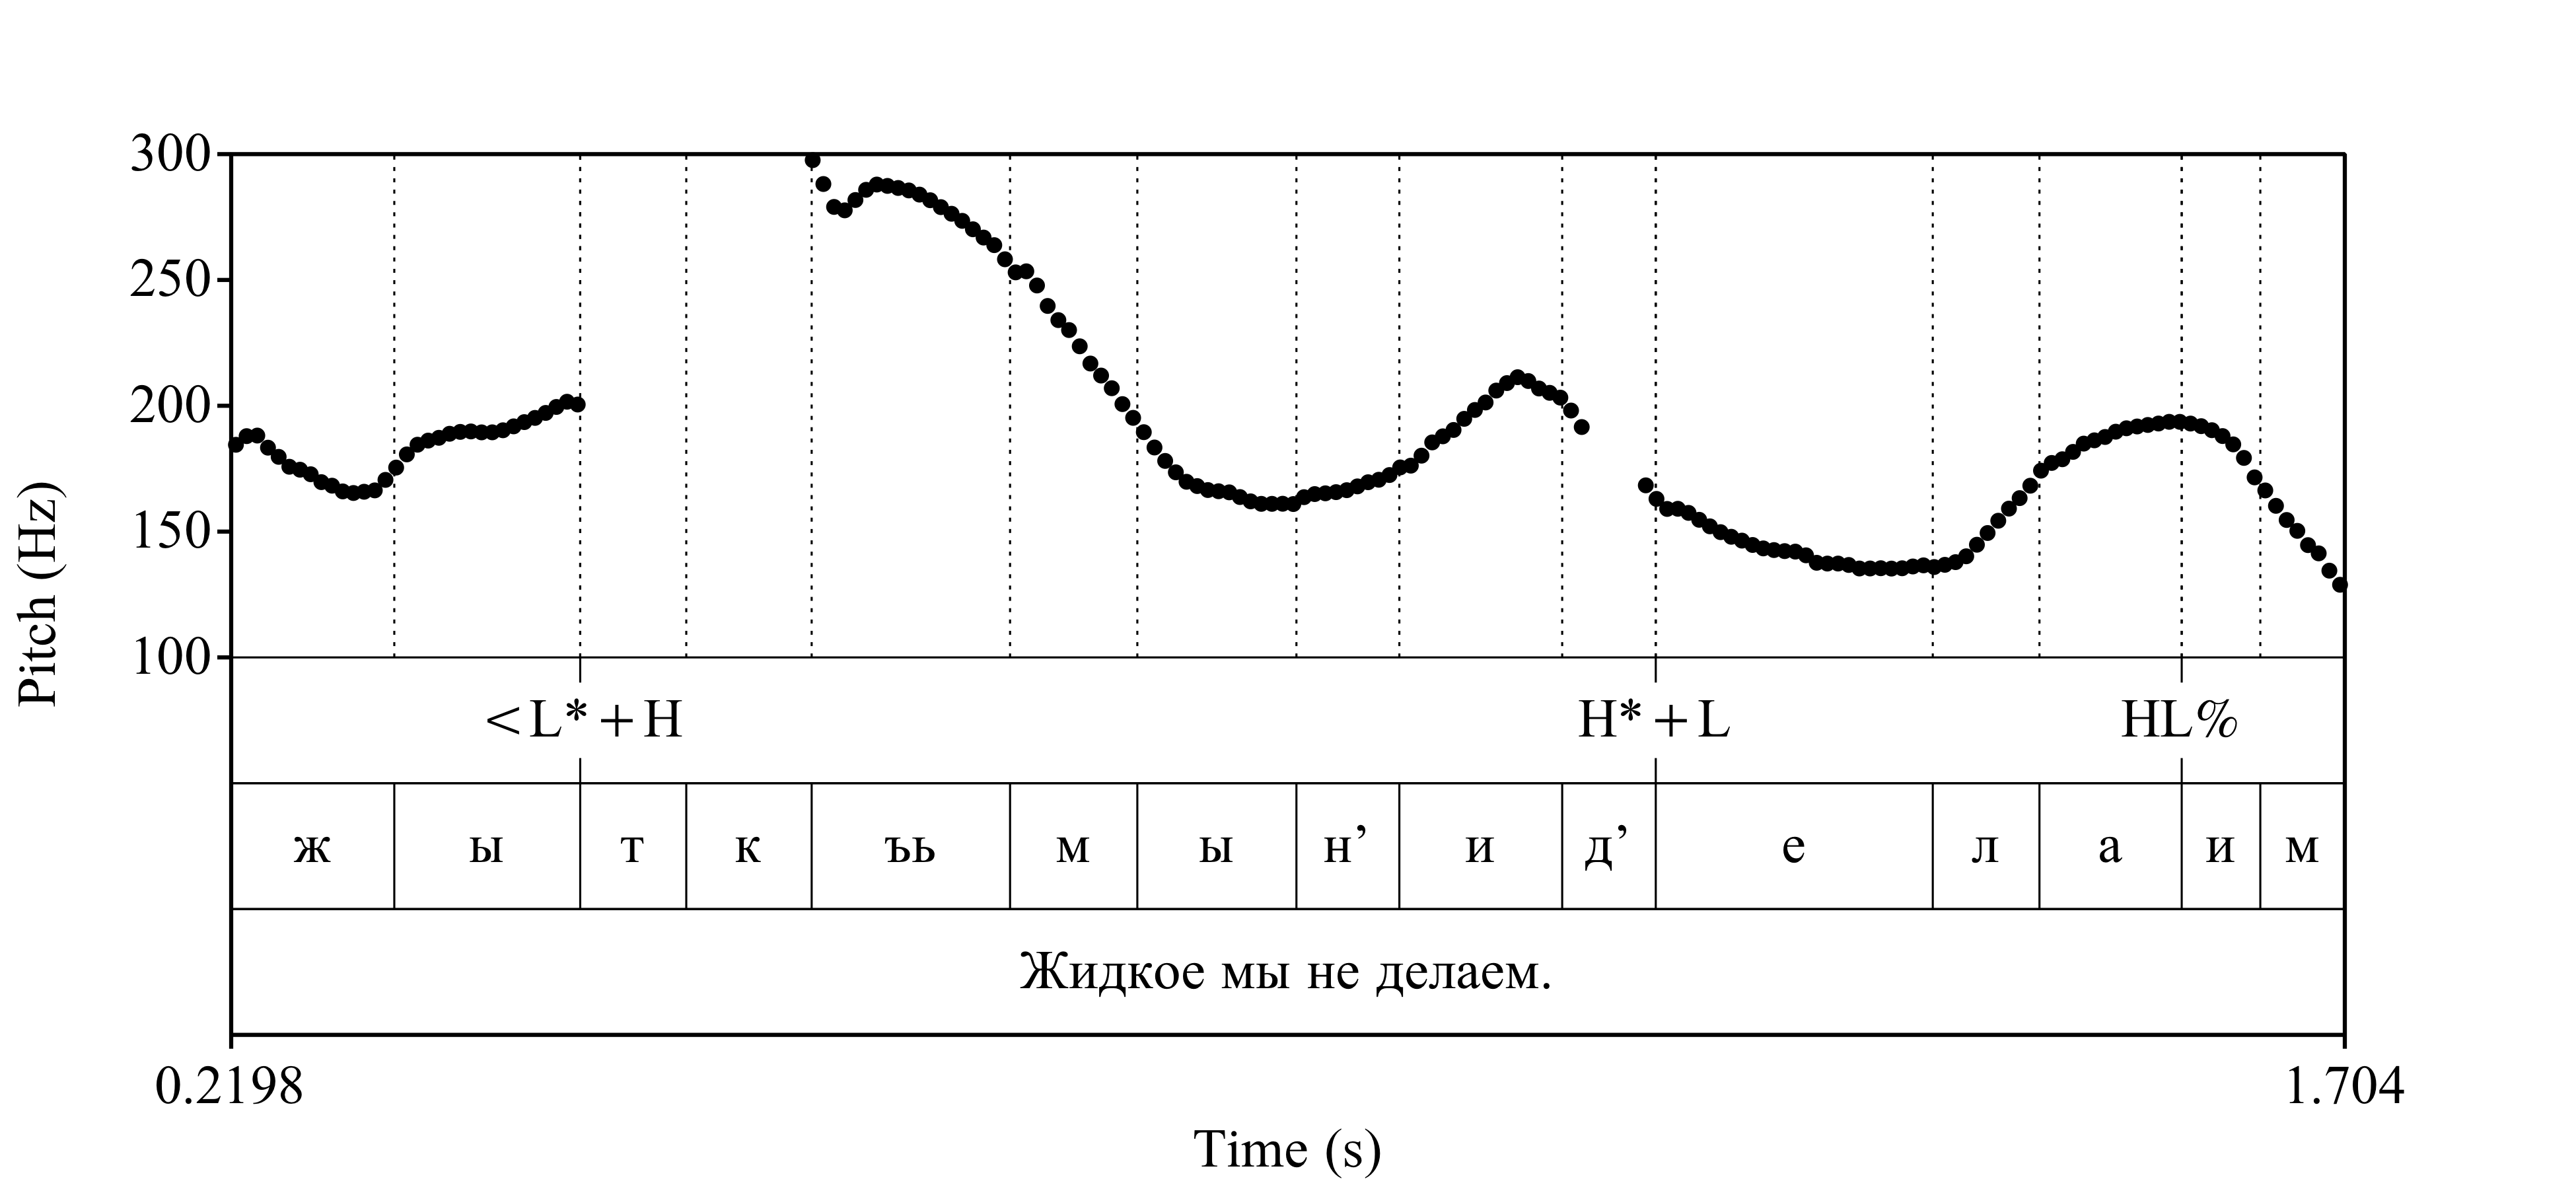 300
250
200
150
100
Pitch (Hz)
<L*+H H*+L HL%
ж ы т к ъь м ы н’ и д’ е л а и м
Жидкое мы не делаем.
0.2198 1.704
Time (s)